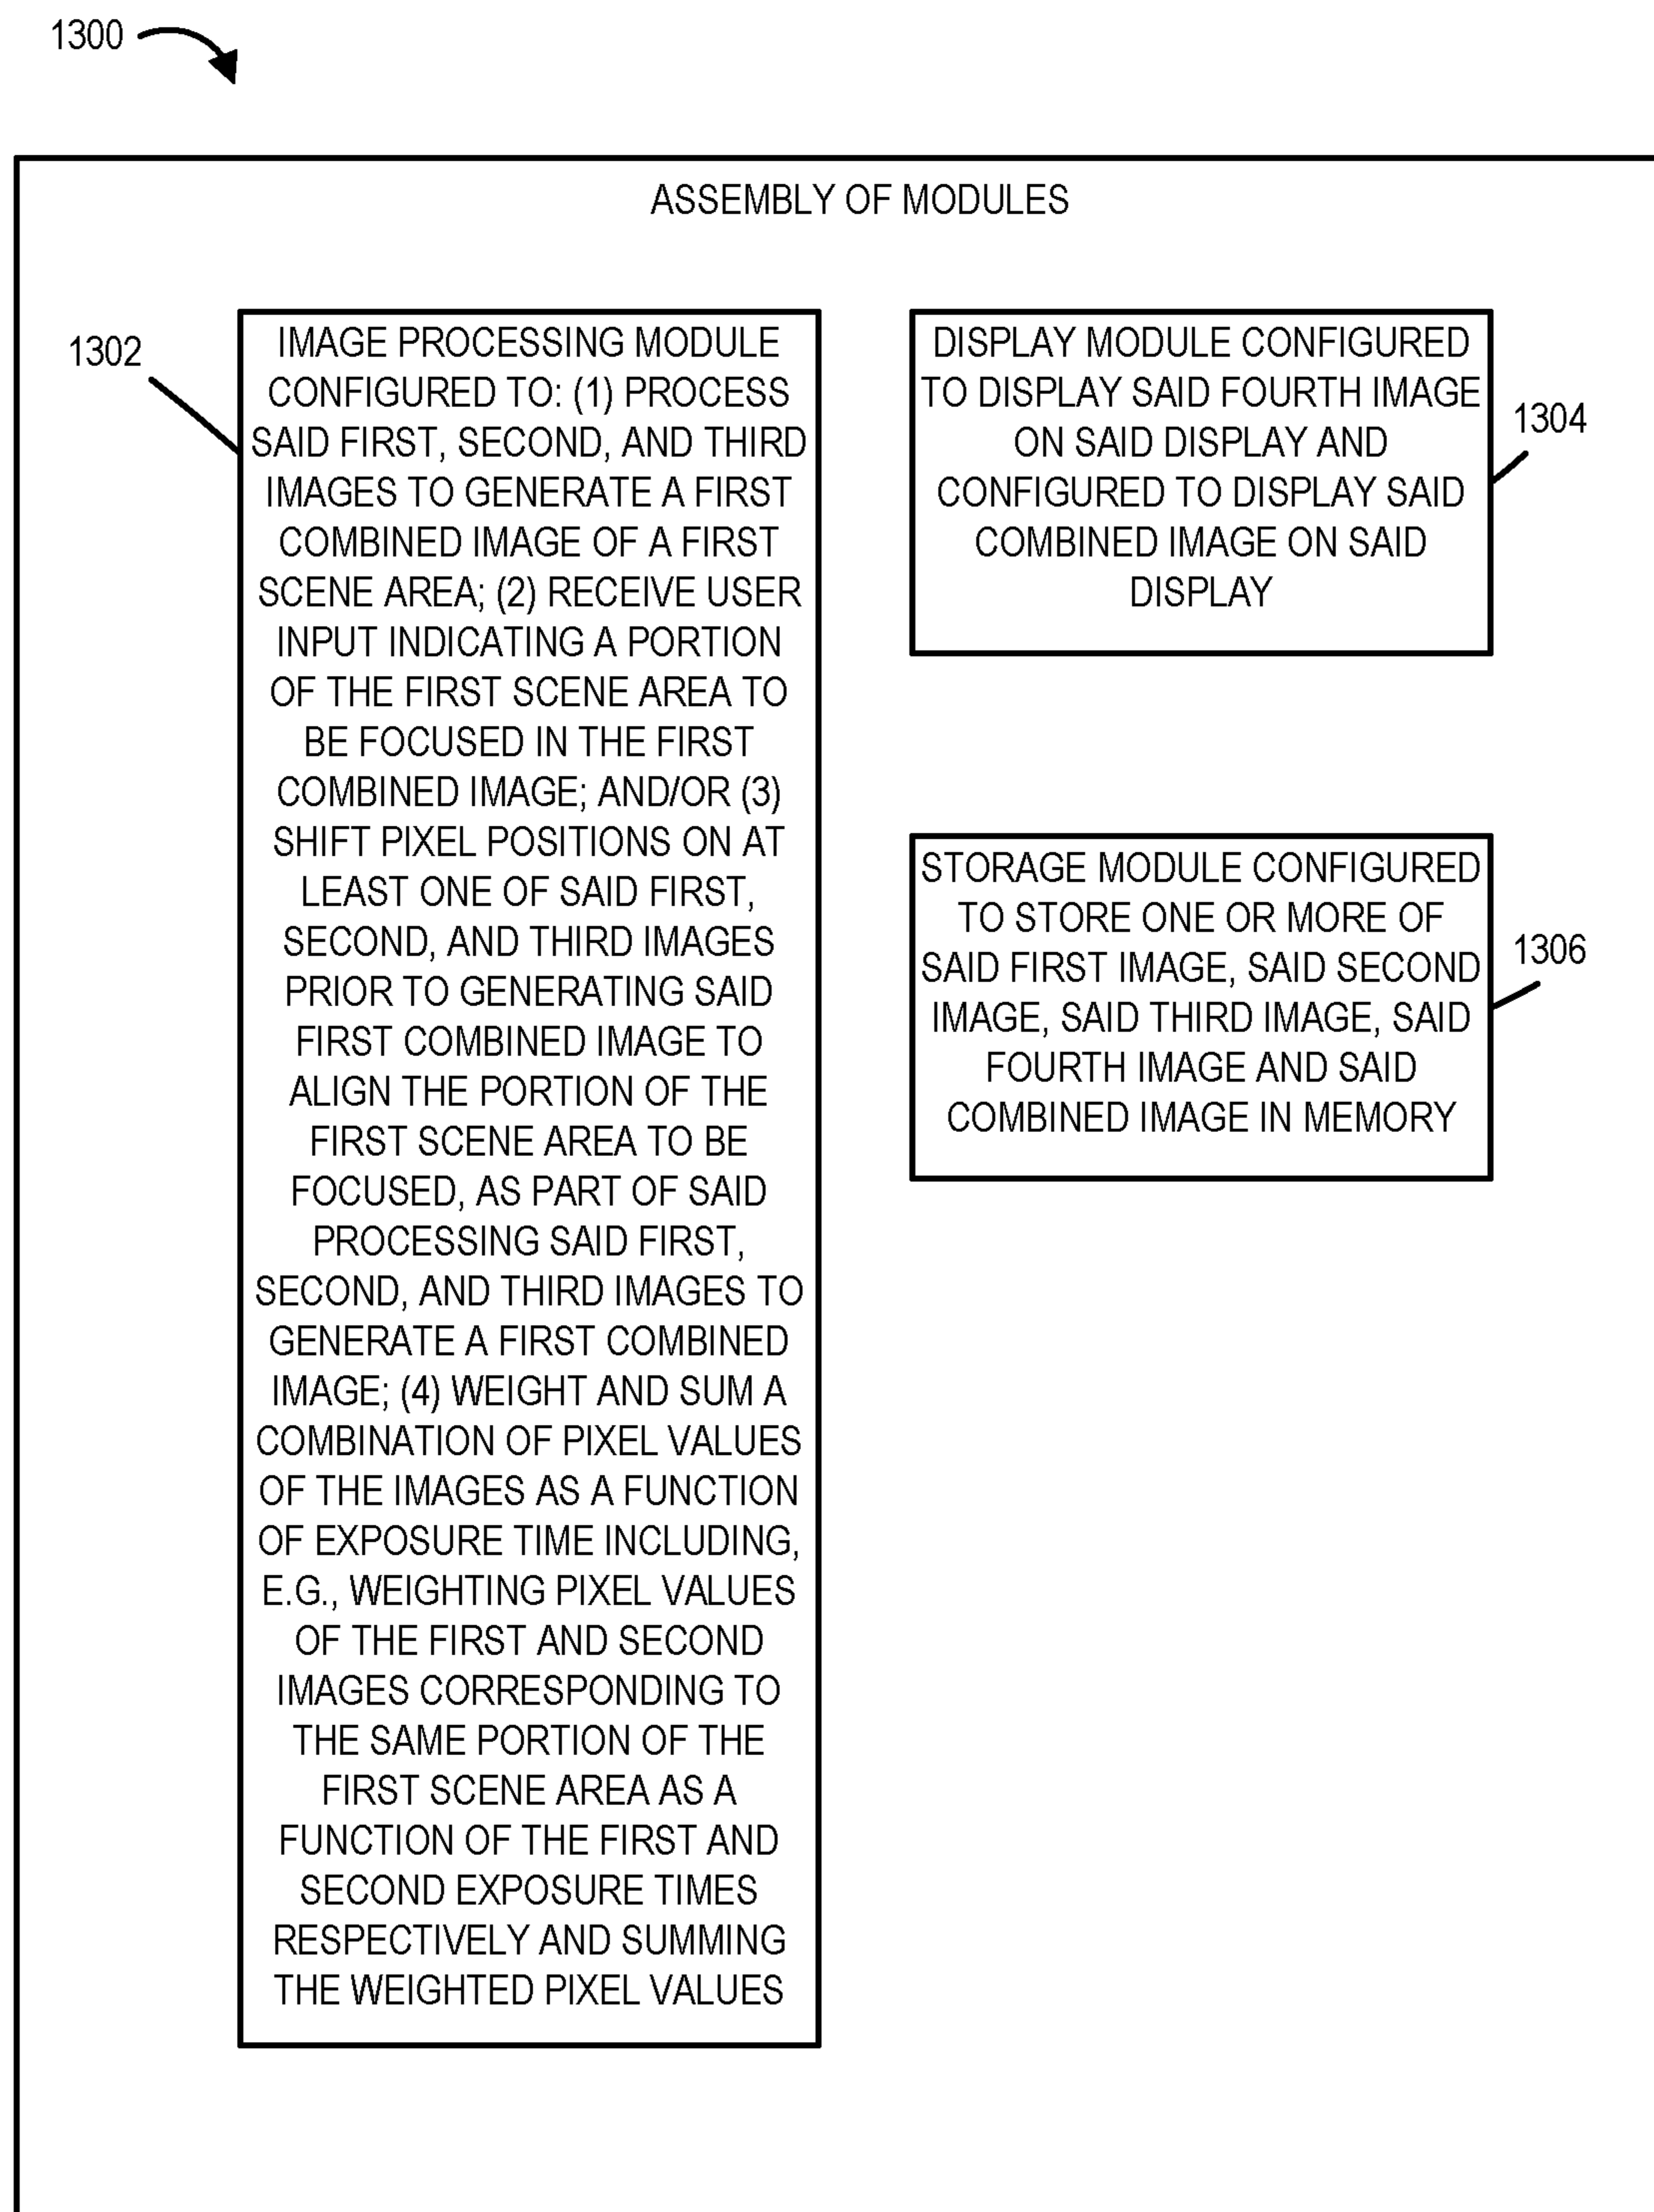 1300
ASSEMBLY OF MODULES
1302
IMAGE PROCESSING MODULE
CONFIGURED TO: (1) PROCESS
SAID FIRST, SECOND, AND THIRD
IMAGES TO GENERATE A FIRST
COMBINED IMAGE OF A FIRST
SCENE AREA; (2) RECEIVE USER
INPUT INDICATING A PORTION
OF THE FIRST SCENE AREA TO
BE FOCUSED IN THE FIRST
COMBINED IMAGE; AND/OR (3)
SHIFT PIXEL POSITIONS ON AT
LEAST ONE OF SAID FIRST,
SECOND, AND THIRD IMAGES
PRIOR TO GENERATING SAID
FIRST COMBINED IMAGE TO
ALIGN THE PORTION OF THE
FIRST SCENE AREA TO BE
FOCUSED, AS PART OF SAID
PROCESSING SAID FIRST,
SECOND, AND THIRD IMAGES TO
GENERATE A FIRST COMBINED
IMAGE; (4) WEIGHT AND SUM A
COMBINATION OF PIXEL VALUES
OF THE IMAGES AS A FUNCTION
OF EXPOSURE TIME INCLUDING,
E.G., WEIGHTING PIXEL VALUES
OF THE FIRST AND SECOND
IMAGES CORRESPONDING TO
THE SAME PORTION OF THE
FIRST SCENE AREA AS A
FUNCTION OF THE FIRST AND
SECOND EXPOSURE TIMES
RESPECTIVELY AND SUMMING
THE WEIGHTED PIXEL VALUES
DISPLAY MODULE CONFIGURED
TO DISPLAY SAID FOURTH IMAGE
ON SAID DISPLAY AND
CONFIGURED TO DISPLAY SAID
COMBINED IMAGE ON SAID
DISPLAY
1304
STORAGE MODULE CONFIGURED
TO STORE ONE OR MORE OF
SAID FIRST IMAGE, SAID SECOND
IMAGE, SAID THIRD IMAGE, SAID
FOURTH IMAGE AND SAID
COMBINED IMAGE IN MEMORY
1306